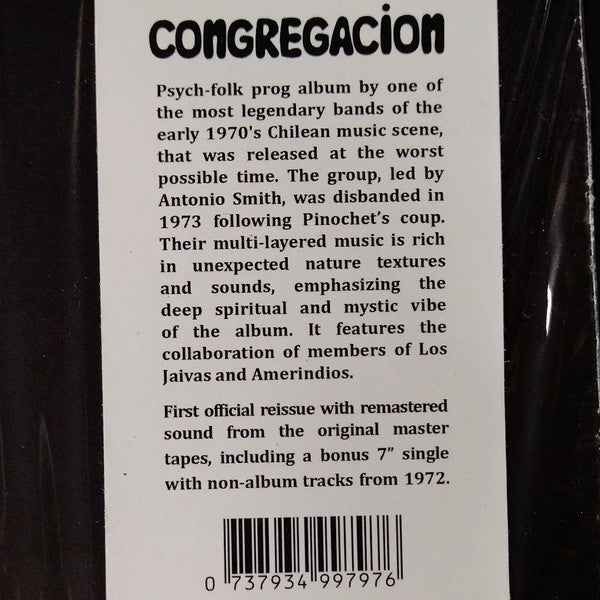 CONGREGACION
Psych-folk prog album by one of
the most legendary bands of the
early 1970's Chilean music scene,
that was released at the worst
possible time. The group, led by
Antonio Smith, was disbanded in
1973 following Pinochet's coup.
Their multi-layered music is rich
in unexpected nature textures
and sounds, emphasizing the
deep spiritual and mystic vibe
of the album. It features the
collaboration of members of Los
Jaivas and Amerindios.
First official reissue with remastered
sound from the original master
tapes, including a bonus 7" single
with non-album tracks from 1972.
0 737934 997976